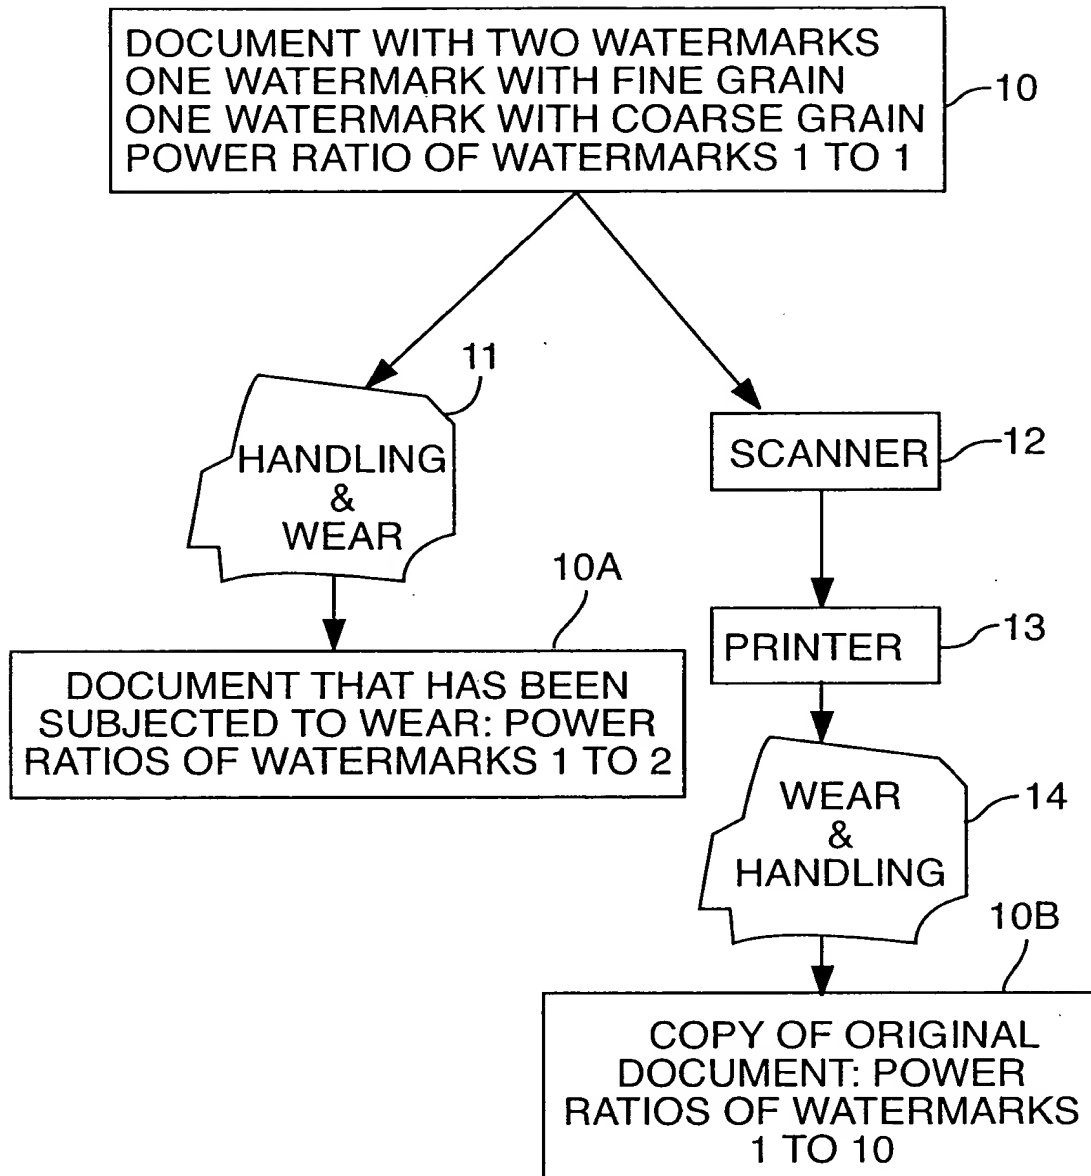 DOCUMENT WITH TWO WATERMARKS
ONE WATERMARK WITH FINE GRAIN
ONE WATERMARK WITH COARSE GRAIN
POWER RATIO OF WATERMARKS 1 TO 1
10
11
HANDLING
&
WEAR
SCANNER
12
10A
PRINTER
13
DOCUMENT THAT HAS BEEN
SUBJECTED TO WEAR: POWER
RATIOS OF WATERMARKS 1 TO 2
WEAR
&
HANDLING
14
10B
COPY OF ORIGINAL
DOCUMENT: POWER
RATIOS OF WATERMARKS
1 TO 10